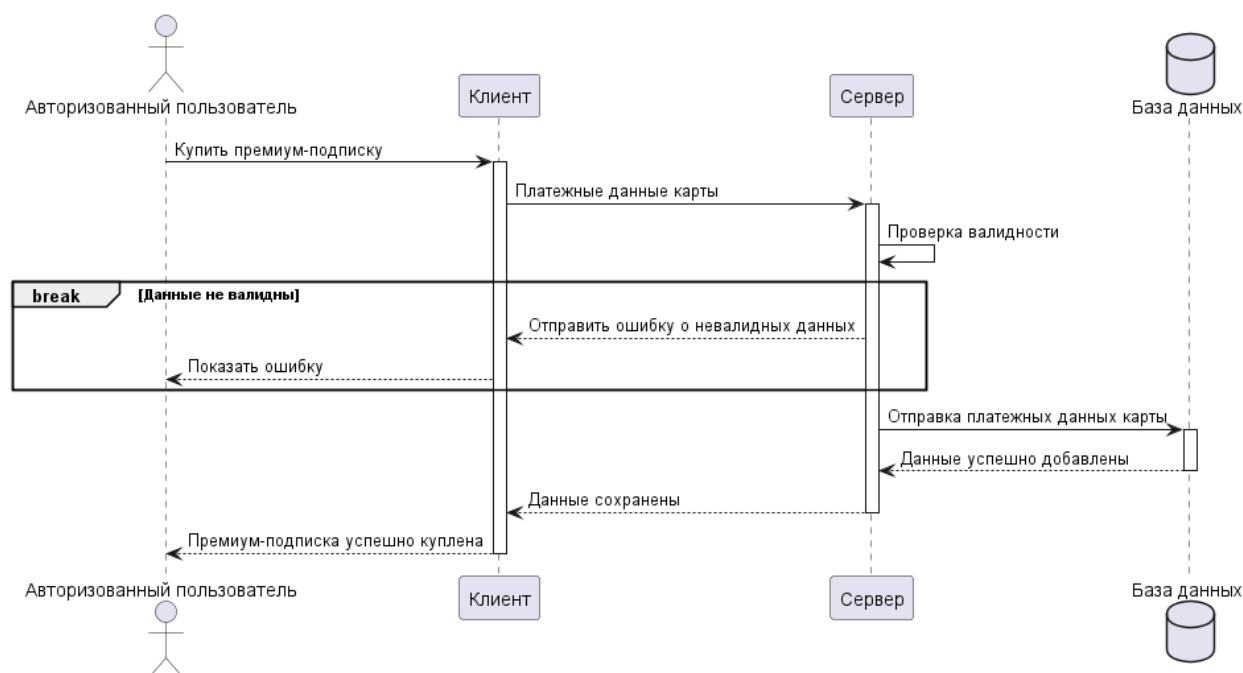 Авторизованный пользователь
Клиент
Сервер
База данных
Купить премиум-подписку
Платежные данные карты
Проверка валидности
break
[Данные не валидны]
Отправить ошибку о невалидных данных
Показать ошибку
Отправка платежных данных карты
Данные успешно добавлены
Данные сохранены
Премиум-подписка успешно куплена
Авторизованный пользователь
Клиент
Сервер
База данных